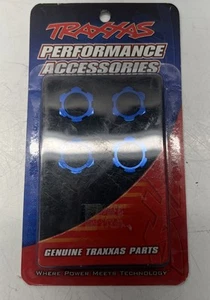 TRAXXAS
PERFORMANCE
ACCESSORIES
GENUINE TRAXXAS PARTS
WHERE POWER MEETS TECHNOLOGY